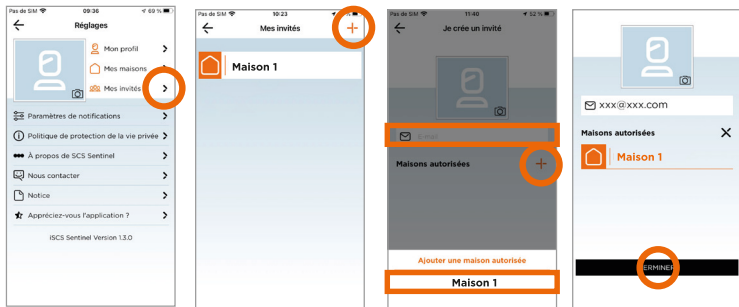 Pas de SIM 09:36 69 %
Réglages
Mon profil
Mes maisons
Mes invités
Paramètres de notifications
Politique de protection de la vie privée
À propos de SCS Sentinel
Nous contacter
Notice
Appréciez-vous l'application ?
iSCS Sentinel Version 1.3.0
Pas de SIM 10:23
Mes invités
Maison 1
Pas de SIM 11:40 52 %
Je crée un invité
e-mail
Maisons autorisées
Ajouter une maison autorisée
Maison 1
xxx@xxx.com
Maisons autorisées
Maison 1
TERMINER